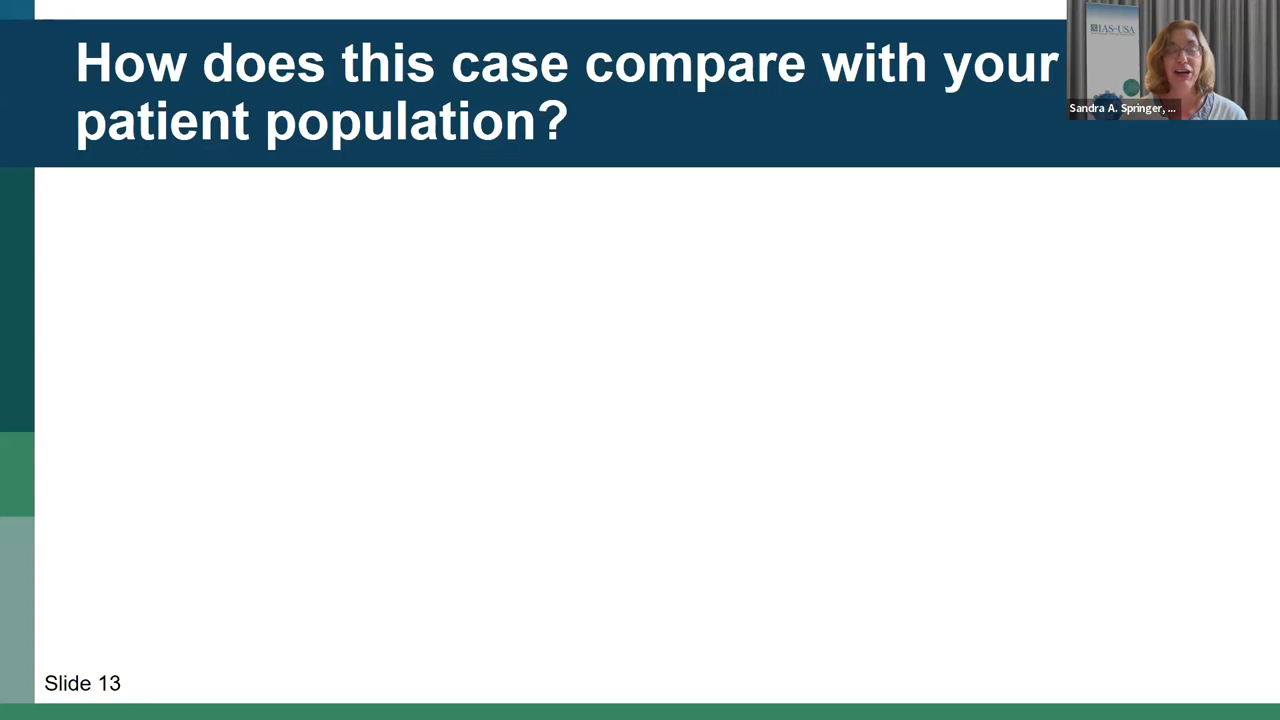 How does this case compare with your
patient population?
IAS-USA
Sandra A. Springer, ...
Slide 13